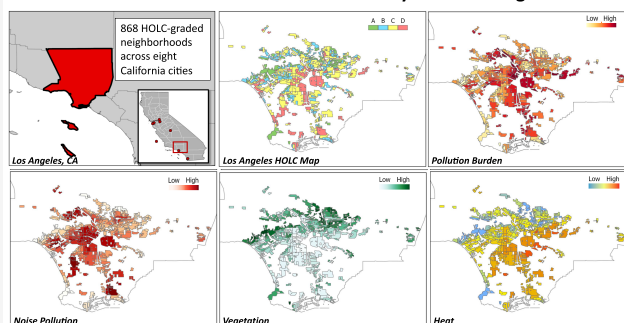 868 HOLC-graded
neighborhoods
across eight
California cities
Los Angeles, CA
A B C D
Los Angeles HOLC Map
Low High
Pollution Burden
Low High
Noise Pollution
Low High
Vegetation
Low High
Heat